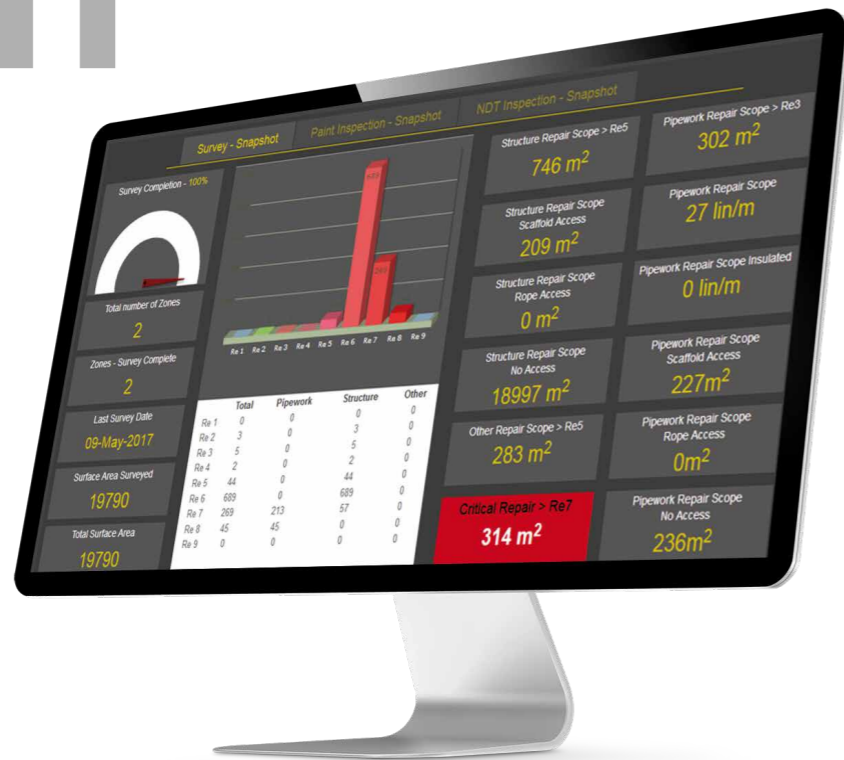 Survey - Snapshot
Paint Inspection - Snapshot
NDT Inspection - Snapshot
Survey Completion - 100%
Total number of Zones
2
Zones - Survey Complete
2
Last Survey Date
09-May-2017
Surface Area Surveyed
19790
Total Surface Area
19790
689
269
Re 1 Re 2 Re 3 Re 4 Re 5 Re 6 Re 7 Re 8 Re 9
Total Pipework Structure Other
Re 1 0 0 0 0
Re 2 3 0 3 0
Re 3 5 0 5 0
Re 4 2 0 2 0
Re 5 44 0 44 0
Re 6 689 0 689 0
Re 7 269 213 57 0
Re 8 45 45 0 0
Re 9 0 0 0 0
Structure Repair Scope > Re5
746 m²
Structure Repair Scope
Scaffold Access
209 m²
Structure Repair Scope
Rope Access
0 m²
Structure Repair Scope
No Access
18997 m²
Other Repair Scope > Re5
283 m²
Critical Repair > Re7
314 m²
Pipework Repair Scope > Re3
302 m²
Pipework Repair Scope
27 lin/m
Pipework Repair Scope Insulated
0 lin/m
Pipework Repair Scope
Scaffold Access
227m²
Pipework Repair Scope
Rope Access
0m²
Pipework Repair Scope
No Access
236m²